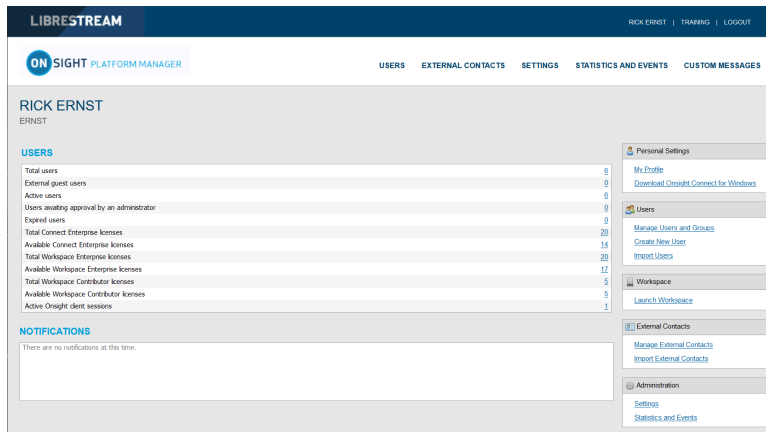 LIBRESTREAM
RICK ERNST | TRAINING | LOGOUT
ON SIGHT PLATFORM MANAGER
USERS EXTERNAL CONTACTS SETTINGS STATISTICS AND EVENTS CUSTOM MESSAGES
RICK ERNST
ERNST
USERS
Total users 6
External guest users 0
Active users 6
Users awaiting approval by an administrator 0
Expired users 0
Total Connect Enterprise licenses 20
Available Connect Enterprise licenses 14
Total Workspace Enterprise licenses 20
Available Workspace Enterprise licenses 17
Total Workspace Contributor licenses 5
Available Workspace Contributor licenses 5
Active Onsight client sessions 1
NOTIFICATIONS
There are no notifications at this time.
Personal Settings
My Profile
Download Onsight Connect for Windows
Users
Manage Users and Groups
Create New User
Import Users
Workspace
Launch Workspace
External Contacts
Manage External Contacts
Import External Contacts
Administration
Settings
Statistics and Events